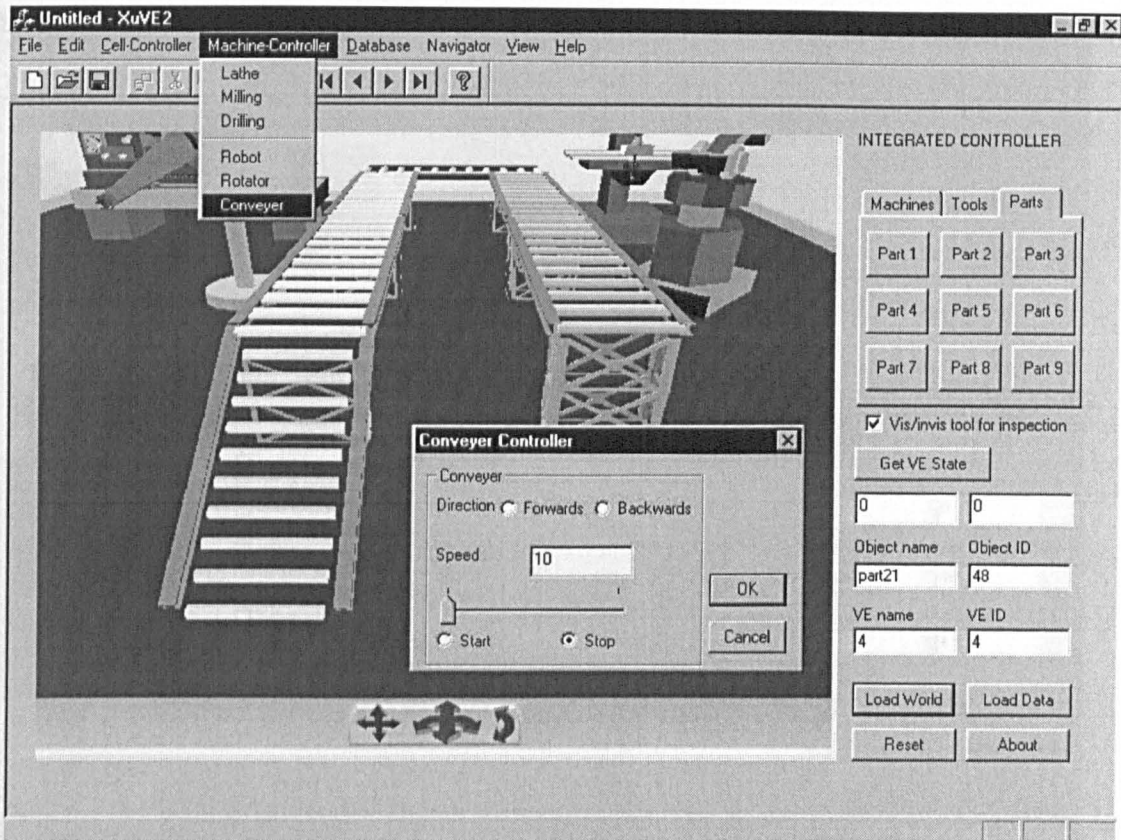 Untitled - XuVE2
File Edit Cell-Controller Machine-Controller Database Navigator View Help
Lathe
Milling
Drilling
Robot
Rotator
Conveyer
INTEGRATED CONTROLLER
Machines Tools Parts
Part 1 Part 2 Part 3
Part 4 Part 5 Part 6
Part 7 Part 8 Part 9
Vis/invis tool for inspection
Get VE State
0 0
Object name Object ID
part21 48
VE name VE ID
4 4
Load World Load Data
Reset About
Conveyer Controller
Conveyer
Direction Forwards Backwards
Speed 10
Start Stop
OK
Cancel